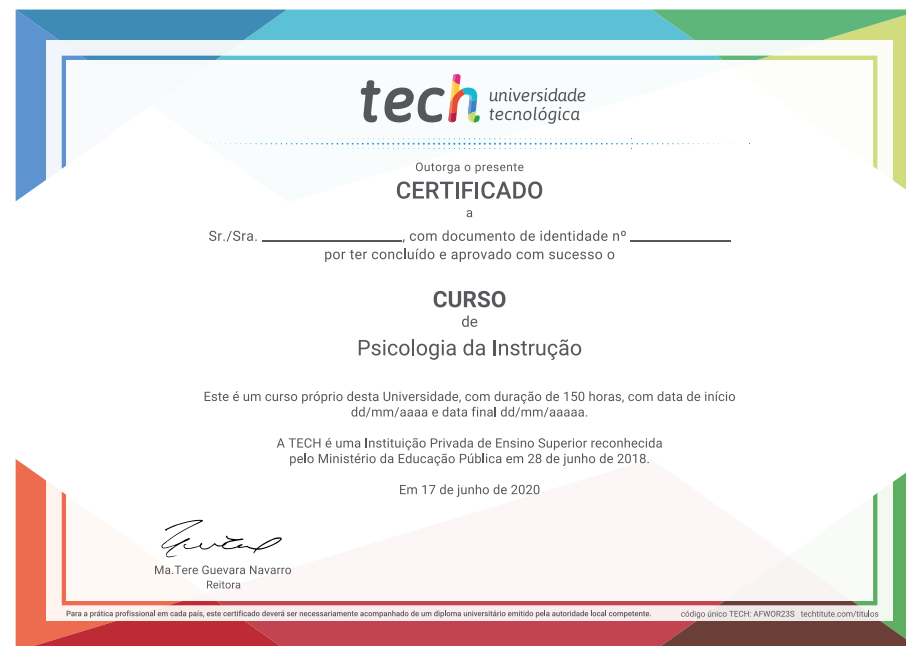 tech universidade
tecnológica
Outorga o presente
CERTIFICADO
a
Sr./Sra. ____________________, com documento de identidade nº ______________
por ter concluído e aprovado com sucesso o
CURSO
de
Psicologia da Instrução
Este é um curso próprio desta Universidade, com duração de 150 horas, com data de início
dd/mm/aaaa e data final dd/mm/aaaaa.
A TECH é uma Instituição Privada de Ensino Superior reconhecida
pelo Ministério da Educação Pública em 28 de junho de 2018.
Em 17 de junho de 2020
Ma.Tere Guevara Navarro
Reitora
Para a prática profissional em cada país, este certificado deverá ser necessariamente acompanhado de um diploma universitário emitido pela autoridade local competente. código único TECH: AFWOR23S techtitute.com/titulos